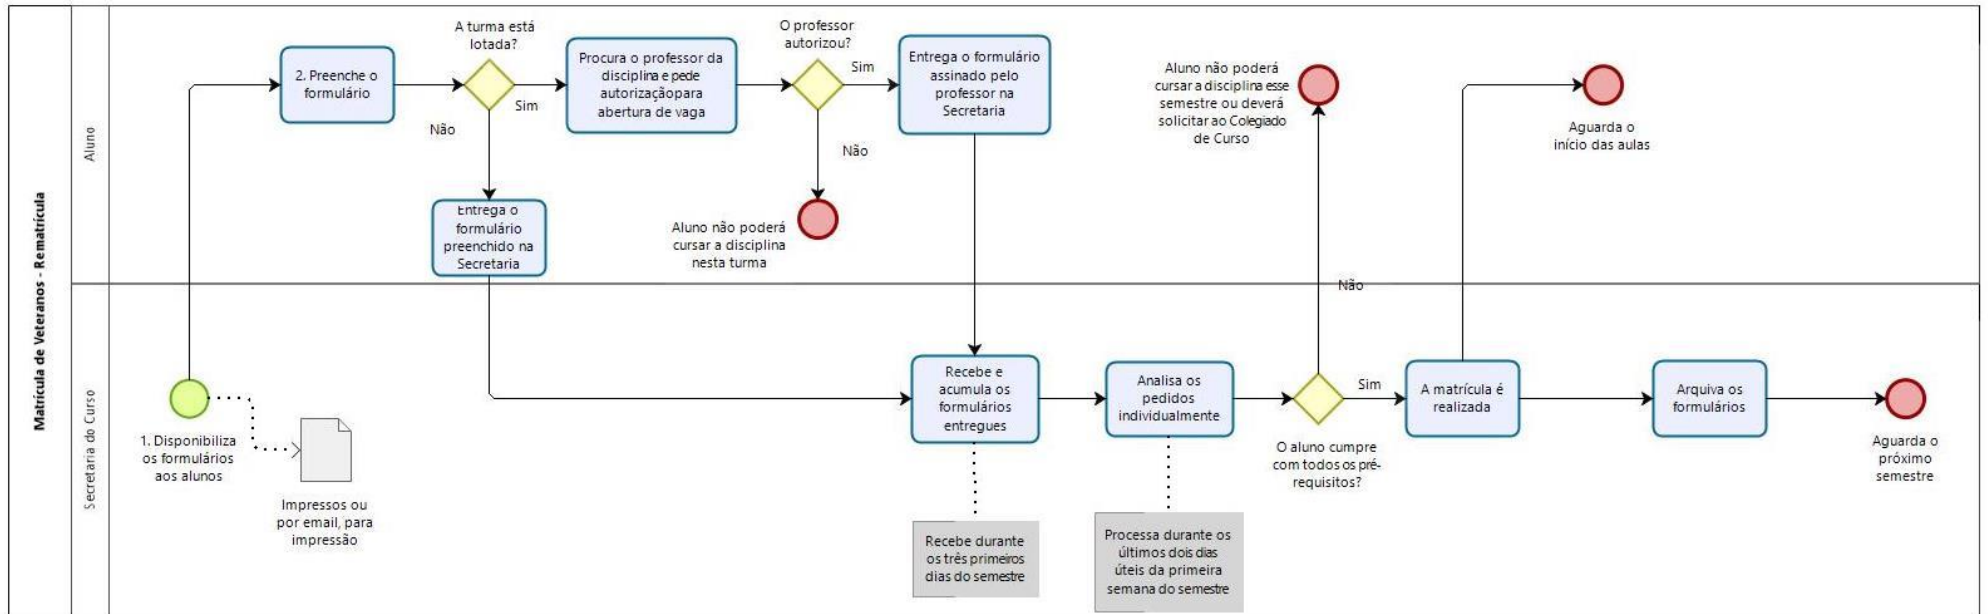 Matrícula de Veteranos - Rematrícula
Aluno
2. Preenche o
formulário
A turma está
lotada?
Sim
Não
Procura o professor da
disciplina e pede
autorização para
abertura de vaga
O professor
autorizou?
Sim
Não
Entrega o formulário
assinado pelo
professor na
Secretaria
Entrega o
formulário
preenchido na
Secretaria
Aluno não poderá
cursar a disciplina
nesta turma
Aluno não poderá
cursar a disciplina esse
semestre ou deverá
solicitar ao Colegiado
de Curso
Aguarda o
início das aulas
Não
Secretaria do Curso
1. Disponibiliza
os formulários
aos alunos
Impressos ou
por email, para
impressão
Recebe e
acumula os
formulários
entregues
Analisa os
pedidos
individualmente
Sim
O aluno cumpre
com todos os pré-
requisitos?
A matrícula é
realizada
Arquiva os
formulários
Aguarda o
próximo
semestre
Recebe durante
os três primeiros
dias do semestre
Processa durante os
últimos dois dias
úteis da primeira
semana do semestre